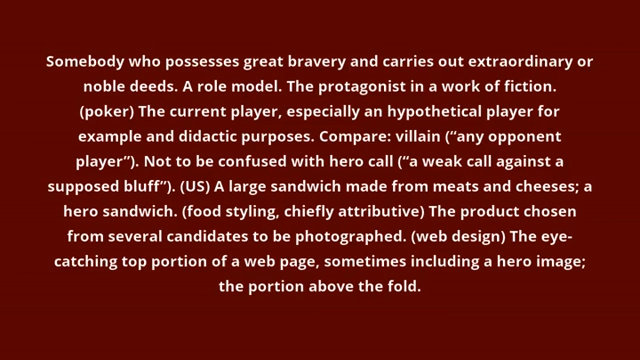 Somebody who possesses great bravery and carries out extraordinary or
noble deeds. A role model. The protagonist in a work of fiction.
(poker) The current player, especially an hypothetical player for
example and didactic purposes. Compare: villain (“any opponent
player”). Not to be confused with hero call (“a weak call against a
supposed bluff”). (US) A large sandwich made from meats and cheeses; a
hero sandwich. (food styling, chiefly attributive) The product chosen
from several candidates to be photographed. (web design) The eye-
catching top portion of a web page, sometimes including a hero image;
the portion above the fold.